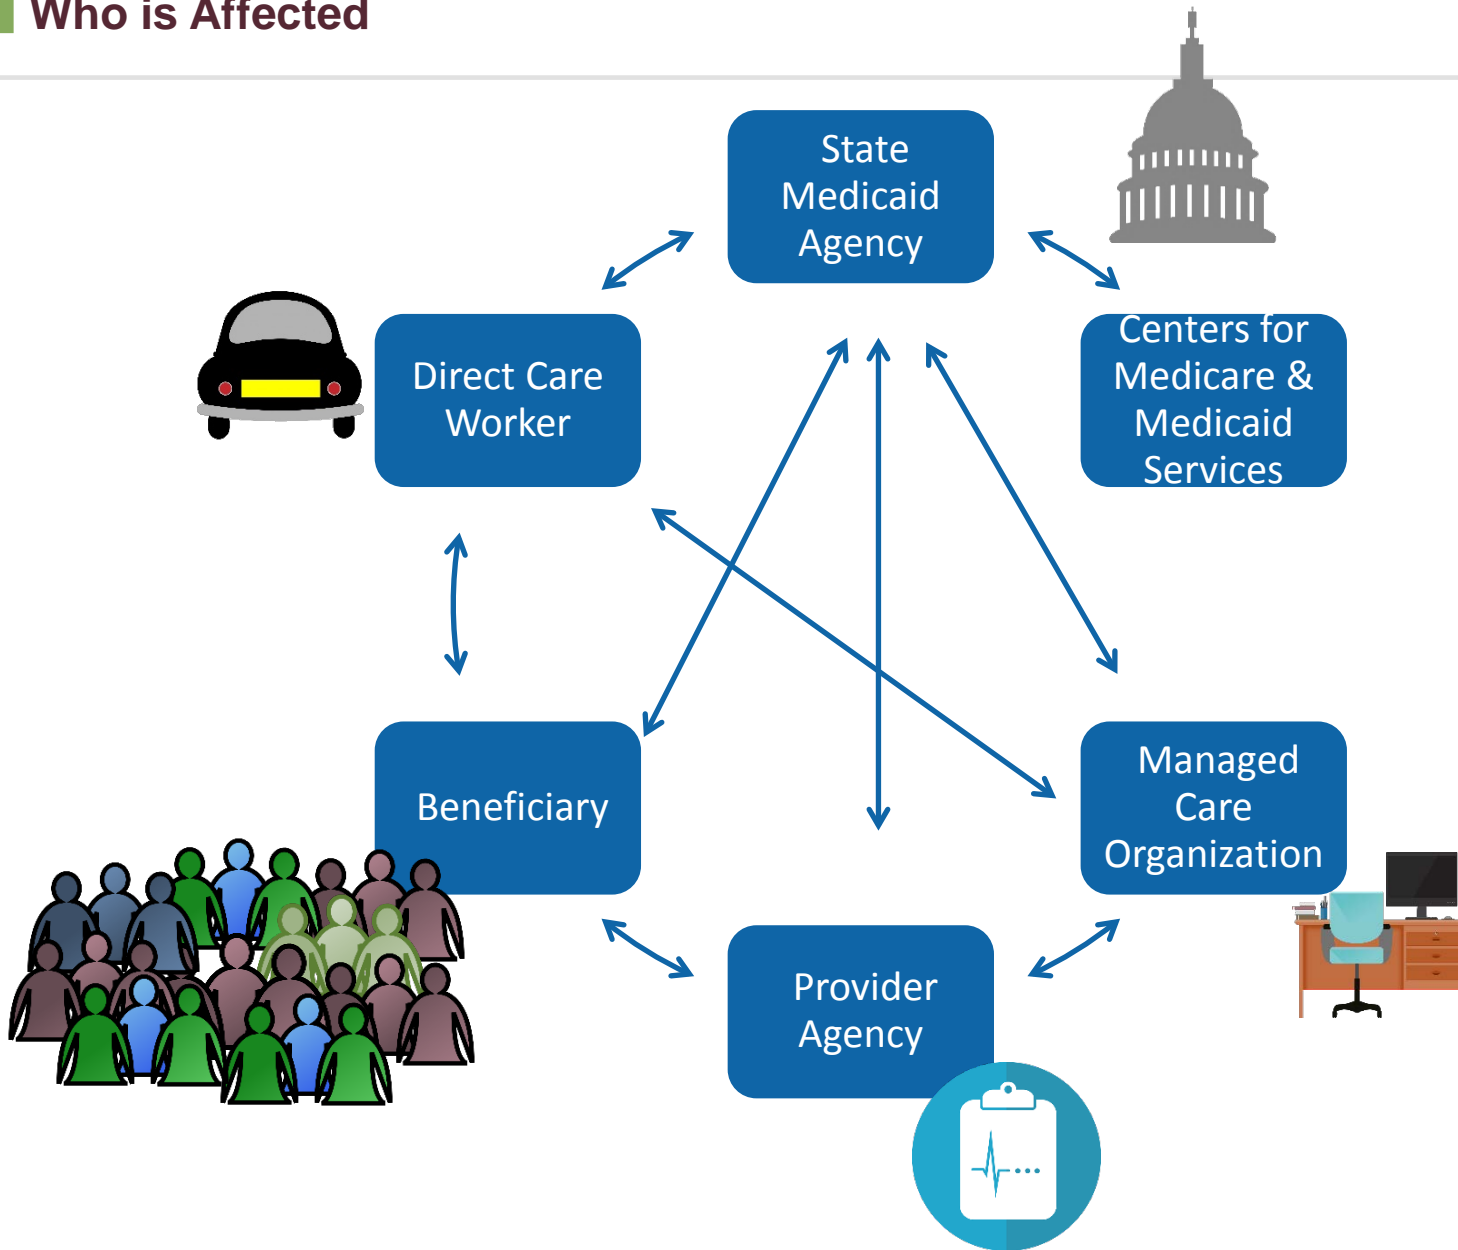 Who is Affected
State
Medicaid
Agency
Direct Care
Worker
Centers for
Medicare &
Medicaid
Services
Beneficiary
Managed
Care
Organization
Provider
Agency